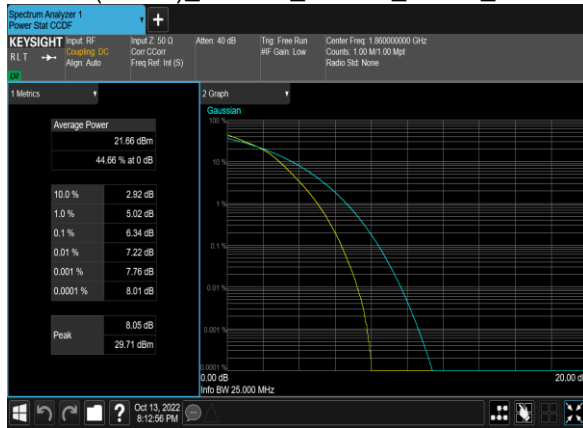 Spectrum Analyzer 1
Power Stat CCDF
KEYSIGHT
R L T
LXI
Input: RF
Coupling: DC
Align: Auto
Input Z: 50 Ω
Corr CCorr
Freq Ref: Int (S)
Atten: 40 dB
Trig: Free Run
#IF Gain: Low
Center Freq: 1.860000000 GHz
Counts: 1.00 M/1.00 Mpt
Radio Std: None
1 Metrics
Average Power
21.66 dBm
44.66 % at 0 dB
10.0 % 2.92 dB
1.0 % 5.02 dB
0.1 % 6.34 dB
0.01 % 7.22 dB
0.001 % 7.76 dB
0.0001 % 8.01 dB
Peak
8.05 dB
29.71 dBm
2 Graph
Gaussian
100 %
10 %
1 %
0.1 %
0.01 %
0.001 %
0.0001 %
0.00 dB
20.00 d
Info BW 25.000 MHz
?
Oct 13, 2022
8:12:56 PM